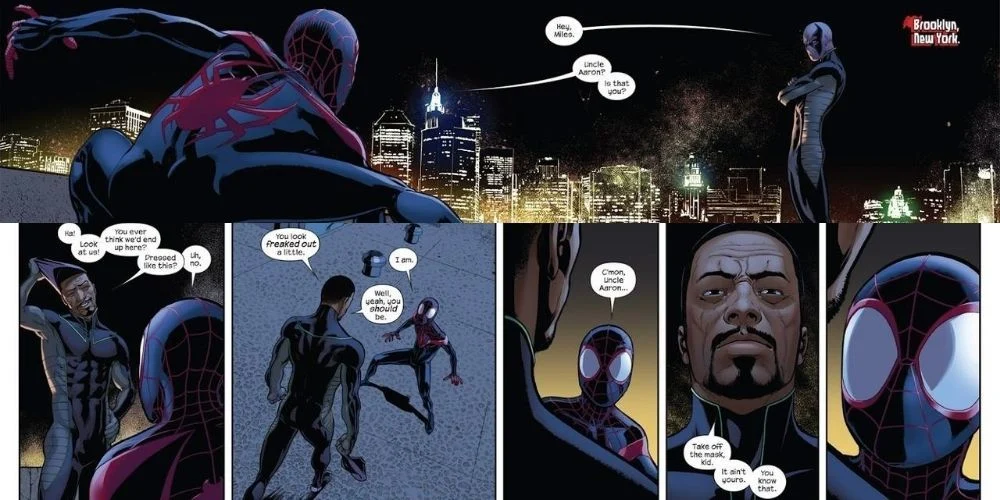 Hey,
Miles.
Uncle
Aaron?
Is that
you?
Brooklyn,
New York.
Ha!
Look
at us!
You ever
think we'd end
up here?
Dressed
like this?
Uh,
no.
You look
freaked out
a little.
I am.
Well,
yeah, you
should
be.
C'mon,
Uncle
Aaron...
Take off
the mask,
kid.
It ain't
yours.
You
know
that.